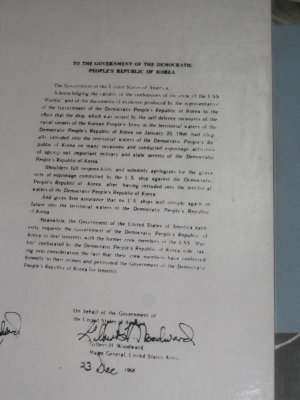 TO THE GOVERNMENT OF THE DEMOCRATIC
PEOPLE'S REPUBLIC OF KOREA
The Government of the United States of America,
Acknowledging the validity of the confessions of the crew of the USS
"Pueblo" and of the documents of evidence produced by the representative
of the Government of the Democratic People's Republic of Korea to the
effect that the ship, which was seized by the self-defence measures of the
naval vessels of the Korean People's Army in the territorial waters of the
Democratic People's Republic of Korea on January 23, 1968, had illeg
ally intruded into the territorial waters of the Democratic People's Re
public of Korea on many occasions and conducted espionage activities
of spying out important military and state secrets of the Democratic
People's Republic of Korea,
Shoulders full responsibility and solemnly apologizes for the grave
acts of espionage committed by the U.S. ship against the Democratic
People's Republic of Korea after having intruded into the territorial
waters of the Democratic People's Republic of Korea,
And gives firm assurance that no U.S. ships will intrude again in
future into the territorial waters of the Democratic People's Republic
of Korea.
Meanwhile, the Government of the United States of America earn
estly requests the Government of the Democratic People's Republic of
Korea to deal leniently with the former crew members of the USS "Pue
blo" confiscated by the Democratic People's Republic of Korea side, tak
ing into consideration the fact that these crew members have confessed
honestly to their crimes and petitioned the Government of the Democratic
People's Republic of Korea for leniency
On behalf of the Government of
the United States
Gilbert H. Woodward
Gilbert H. Woodward,
Major General, United States Army
23 Dec 1968